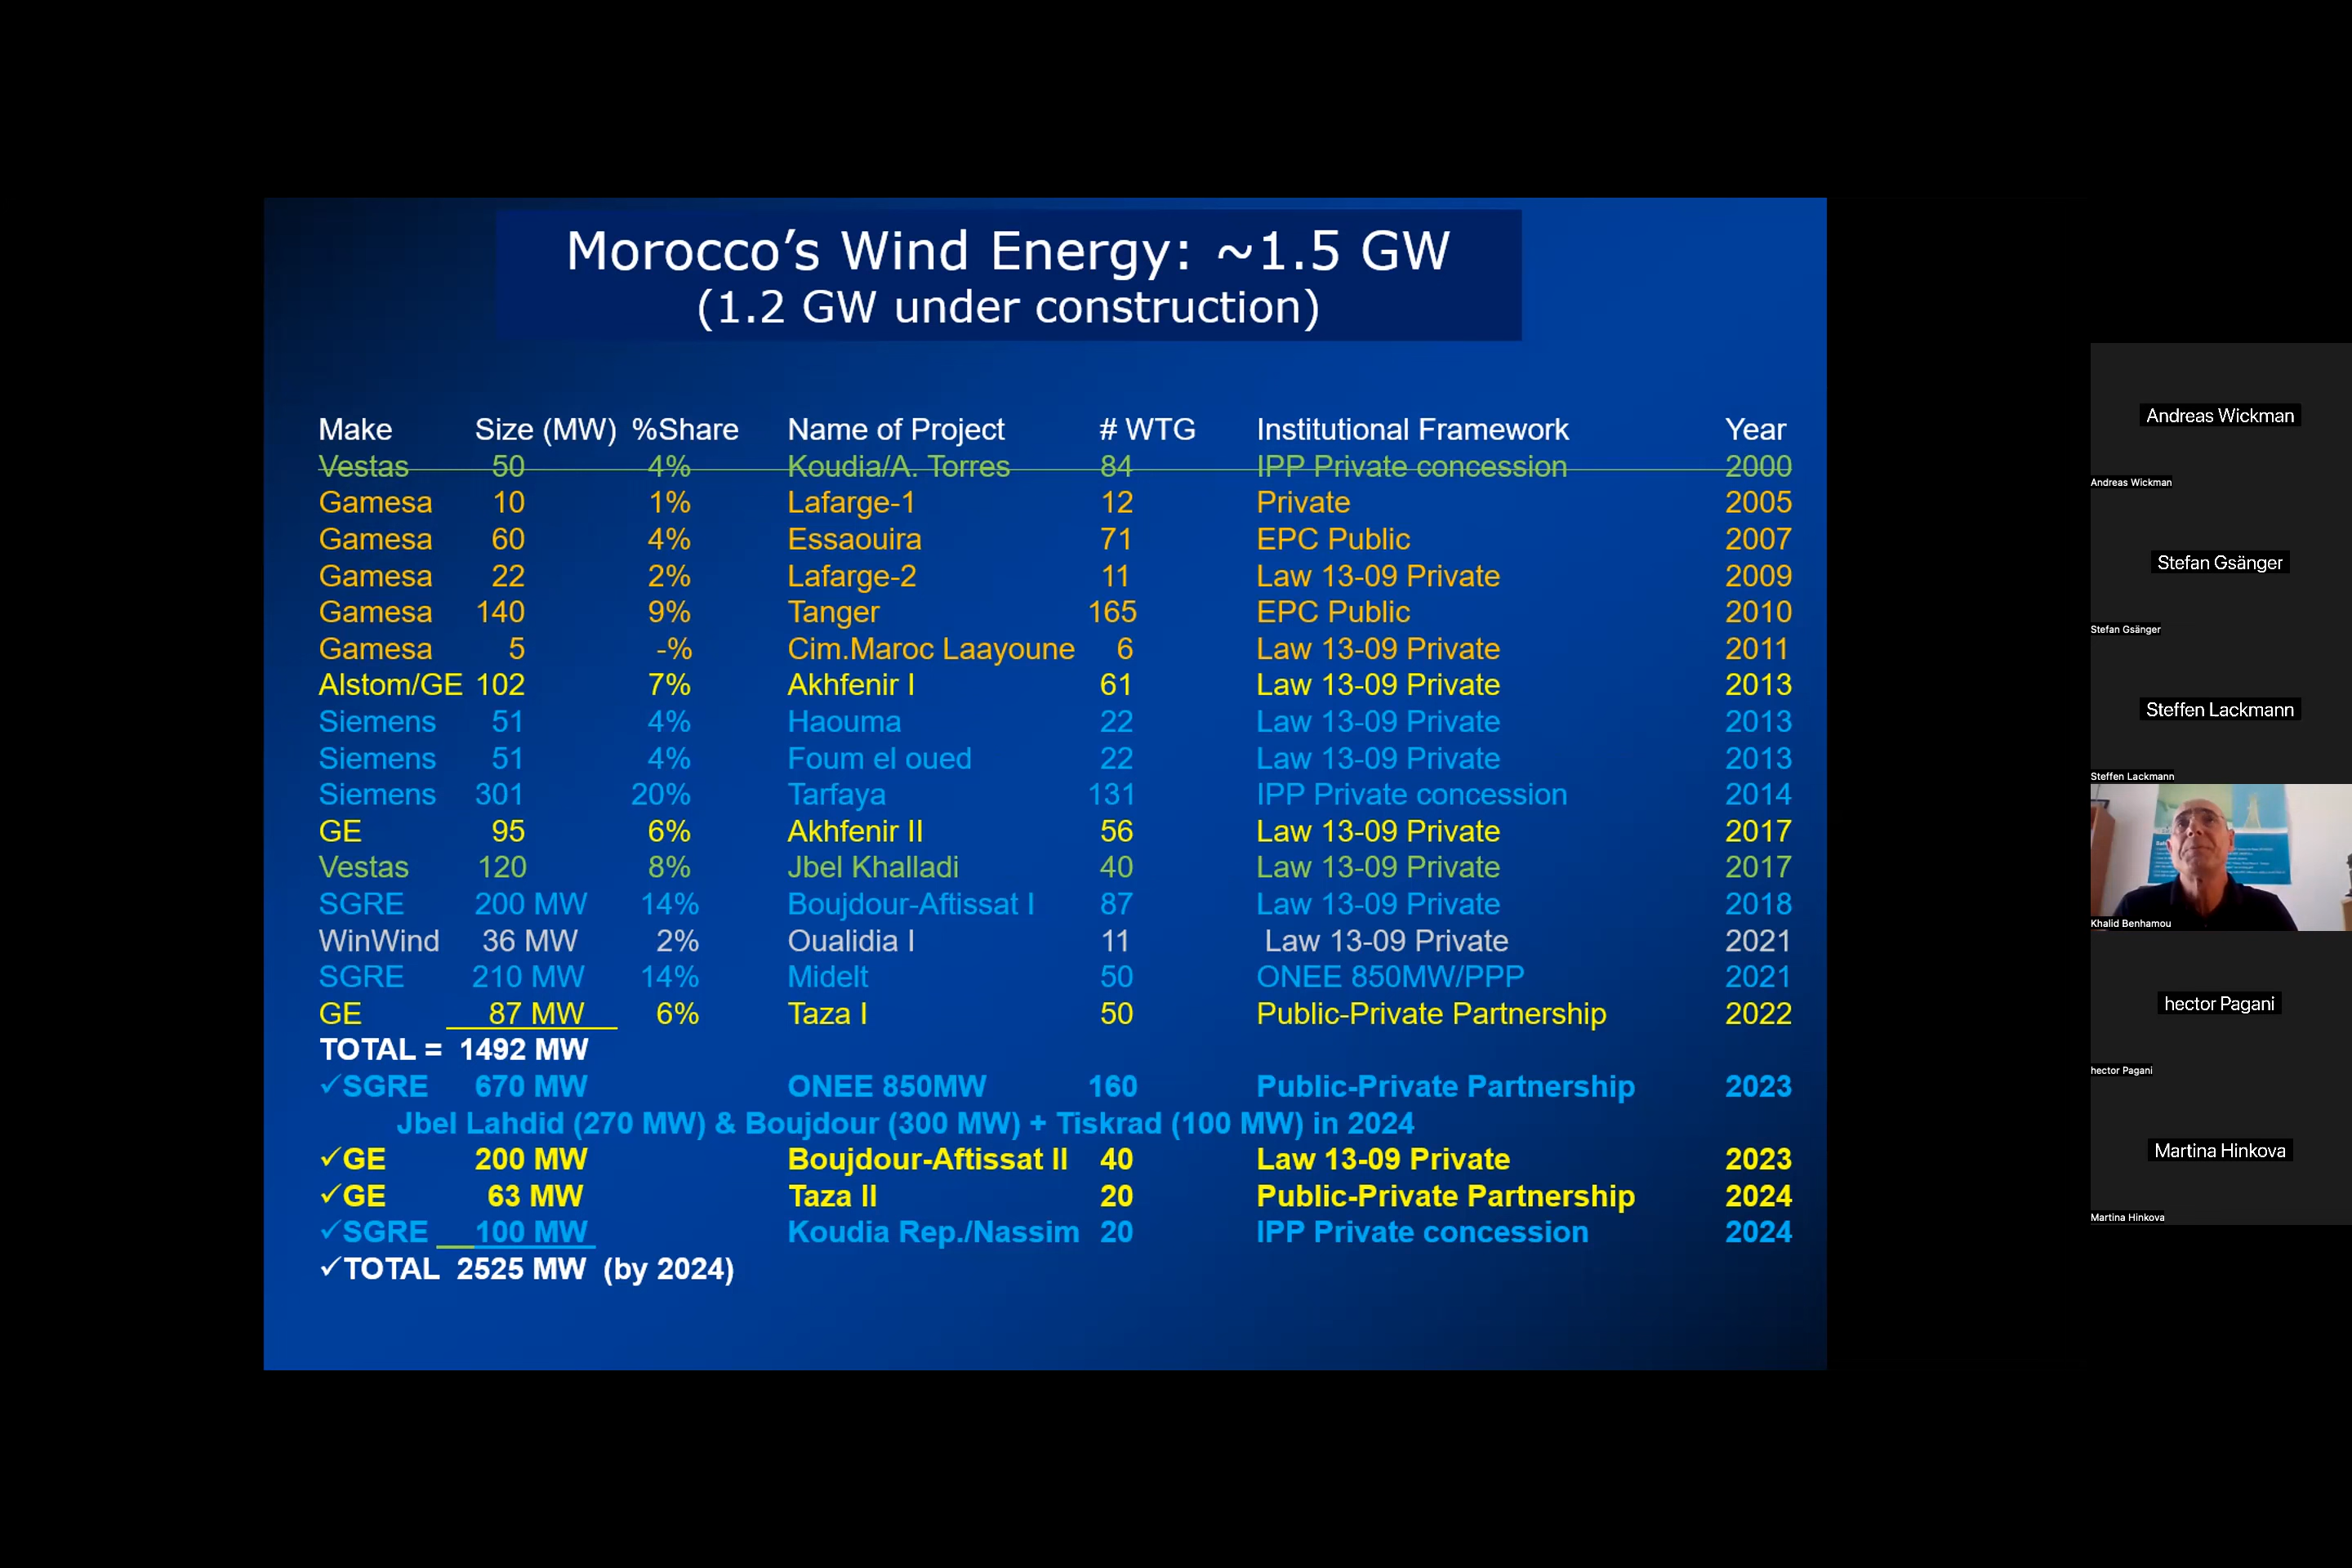 Morocco’s Wind Energy: ~1.5 GW
(1.2 GW under construction)
Make Size (MW) %Share Name of Project # WTG Institutional Framework Year
Vestas 50 4% Koudia/A. Torres 84 IPP Private concession 2000
Gamesa 10 1% Lafarge-1 12 Private 2005
Gamesa 60 4% Essaouira 71 EPC Public 2007
Gamesa 22 2% Lafarge-2 11 Law 13-09 Private 2009
Gamesa 140 9% Tanger 165 EPC Public 2010
Gamesa 5 -% Cim.Maroc Laayoune 6 Law 13-09 Private 2011
Alstom/GE 102 7% Akhfenir I 61 Law 13-09 Private 2013
Siemens 51 4% Haouma 22 Law 13-09 Private 2013
Siemens 51 4% Foum el oued 22 Law 13-09 Private 2013
Siemens 301 20% Tarfaya 131 IPP Private concession 2014
GE 95 6% Akhfenir II 56 Law 13-09 Private 2017
Vestas 120 8% Jbel Khalladi 40 Law 13-09 Private 2017
SGRE 200 MW 14% Boujdour-Aftissat I 87 Law 13-09 Private 2018
WinWind 36 MW 2% Oualidia I 11 Law 13-09 Private 2021
SGRE 210 MW 14% Midelt 50 ONEE 850MW/PPP 2021
GE 87 MW 6% Taza I 50 Public-Private Partnership 2022
TOTAL = 1492 MW
✓SGRE 670 MW ONEE 850MW 160 Public-Private Partnership 2023
Jbel Lahdid (270 MW) & Boujdour (300 MW) + Tiskrad (100 MW) in 2024
✓GE 200 MW Boujdour-Aftissat II 40 Law 13-09 Private 2023
✓GE 63 MW Taza II 20 Public-Private Partnership 2024
✓SGRE 100 MW Koudia Rep./Nassim 20 IPP Private concession 2024
✓TOTAL 2525 MW (by 2024)
Andreas Wickman
Andreas Wickman
Stefan Gsänger
Stefan Gsänger
Steffen Lackmann
Steffen Lackmann
Khalid Benhamou
hector Pagani
hector Pagani
Martina Hinkova
Martina Hinkova